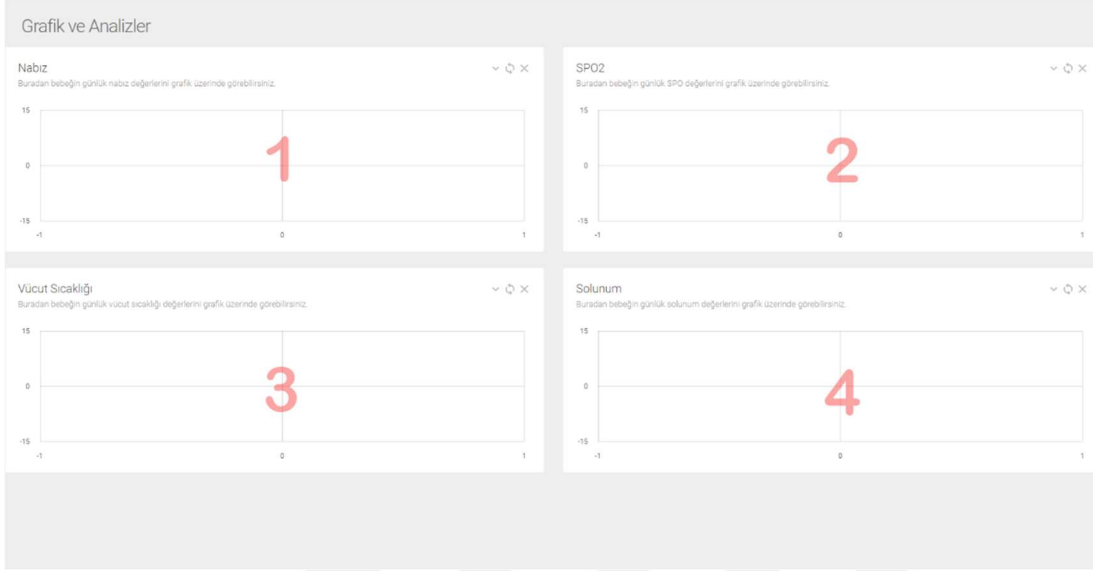 Grafik ve Analizler
Nabız
Buradan bebeğin günlük nabız değerlerini grafik üzerinde görebilirsiniz.
15
0
-15
-1 0 1
1
SPO2
Buradan bebeğin günlük SPO değerlerini grafik üzerinde görebilirsiniz.
15
0
-15
-1 0 1
2
Vücut Sıcaklığı
Buradan bebeğin günlük vücut sıcaklığı değerlerini grafik üzerinde görebilirsiniz.
15
0
-15
-1 0 1
3
Solunum
Buradan bebeğin günlük solunum değerlerini grafik üzerinde görebilirsiniz.
15
0
-15
-1 0 1
4